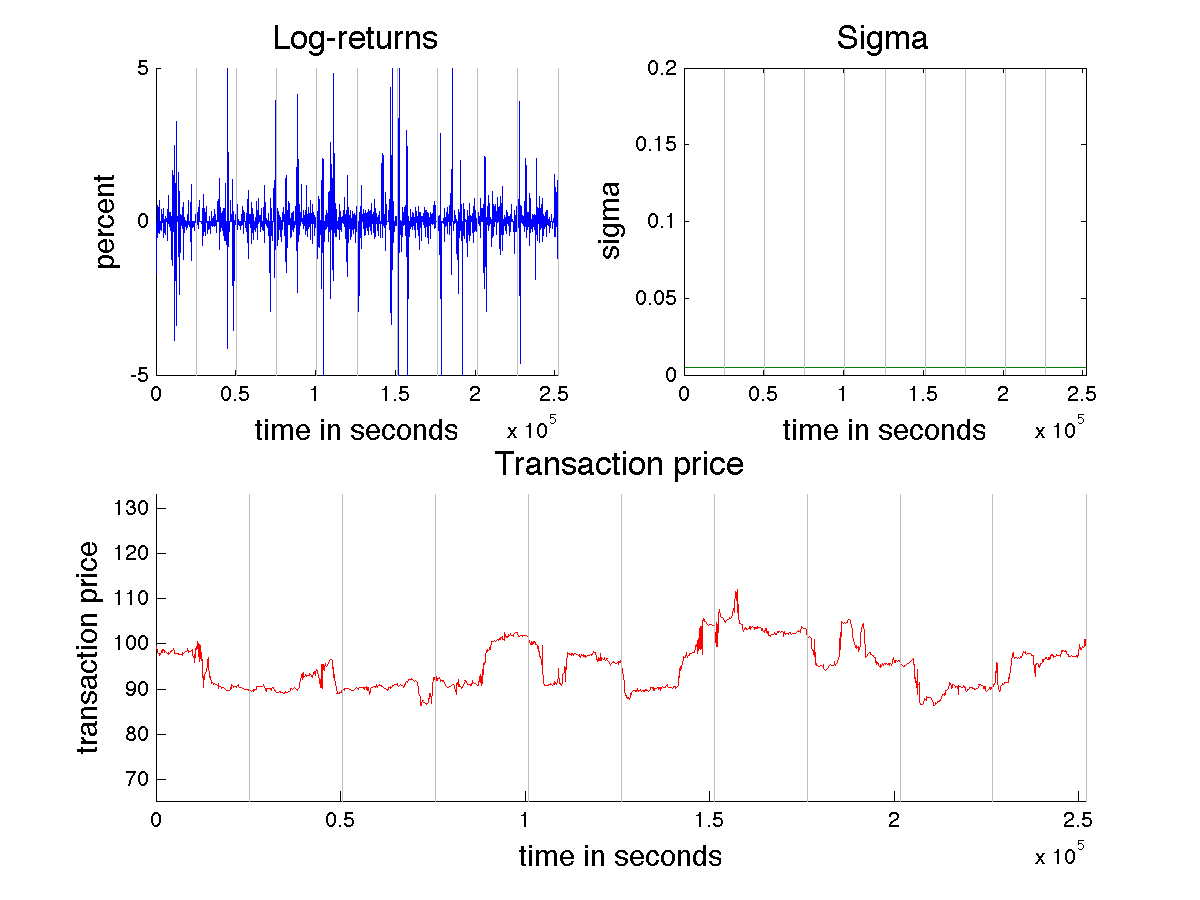 Log-returns
5
0
-5
percent
0 0.5 1 1.5 2 2.5
x 10^5
time in seconds
Sigma
0.2
0.15
0.1
0.05
0
sigma
0 0.5 1 1.5 2 2.5
x 10^5
time in seconds
Transaction price
130
120
110
100
90
80
70
transaction price
0 0.5 1 1.5 2 2.5
x 10^5
time in seconds